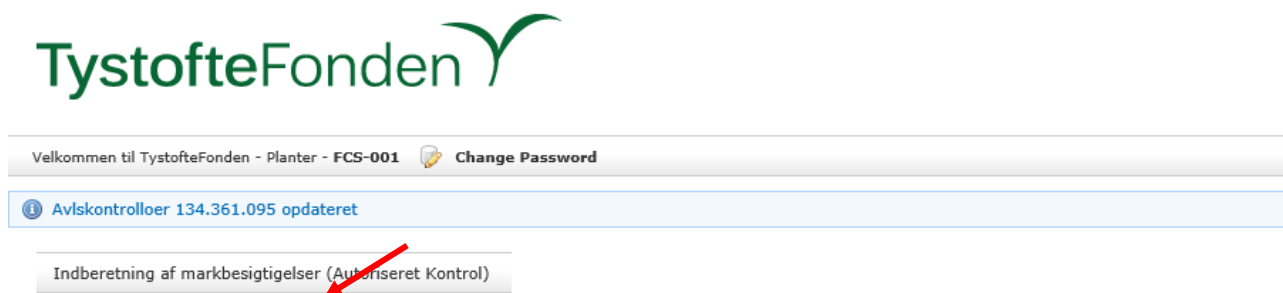 TystofteFonden
Velkommen til TystofteFonden - Planter - FCS-001 Change Password
Avlskontrolloer 134.361.095 opdateret
Indberetning af markbesigtigelser (Autoriseret Kontrol)